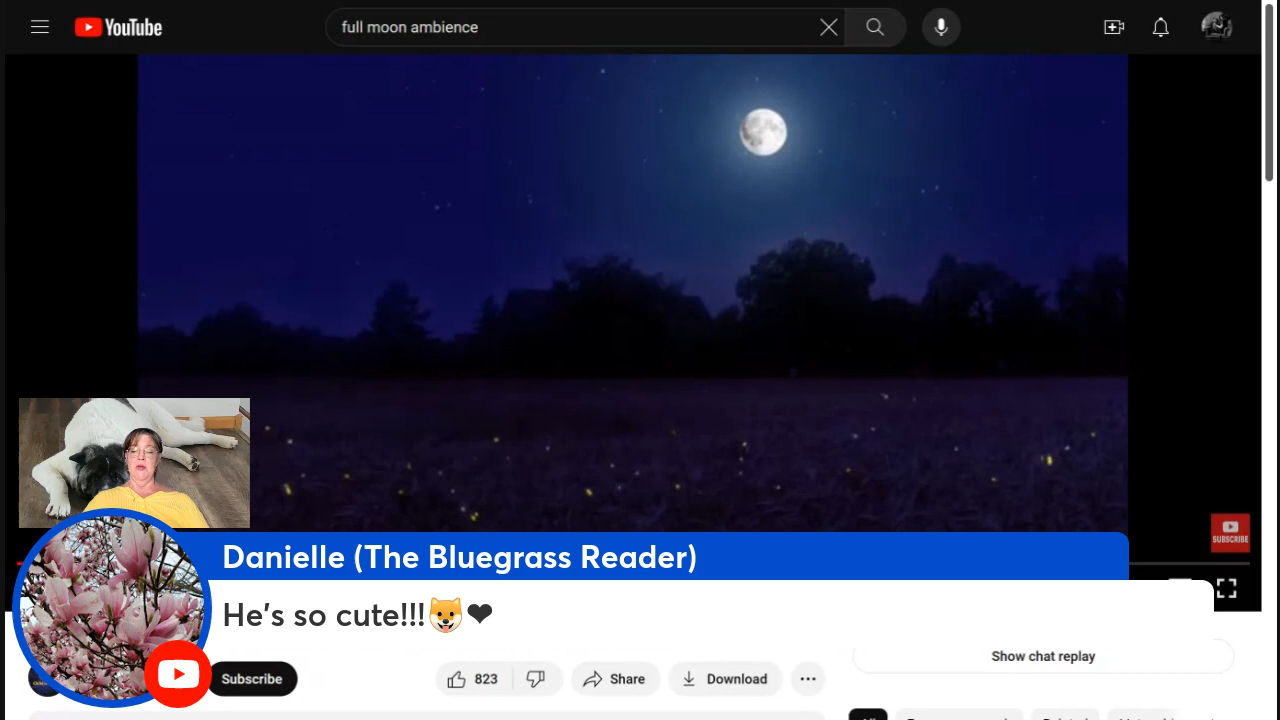 YouTube
full moon ambience
SUBSCRIBE
Danielle (The Bluegrass Reader)
He's so cute!!!🐶❤
Show chat replay
Subscribe
823
Share
Download